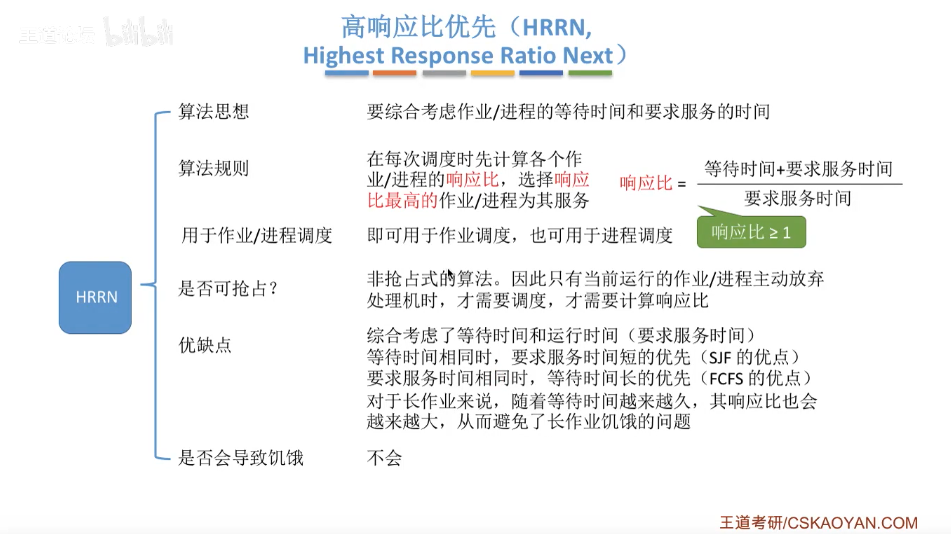 高响应比优先（HRRN,
Highest Response Ratio Next）
算法思想
要综合考虑作业/进程的等待时间和要求服务的时间
算法规则
在每次调度时先计算各个作
业/进程的响应比，选择响应
比最高的作业/进程为其服务
响应比 =
等待时间+要求服务时间
要求服务时间
响应比 ≥ 1
用于作业/进程调度
即可用于作业调度，也可用于进程调度
HRRN
是否可抢占？
非抢占式的算法。因此只有当前运行的作业/进程主动放弃
处理机时，才需要调度，才需要计算响应比
优缺点
综合考虑了等待时间和运行时间（要求服务时间）
等待时间相同时，要求服务时间短的优先（SJF 的优点）
要求服务时间相同时，等待时间长的优先（FCFS 的优点）
对于长作业来说，随着等待时间越来越久，其响应比也会
越来越大，从而避免了长作业饥饿的问题
是否会导致饥饿
不会
王道考研/CSKAOYAN.COM